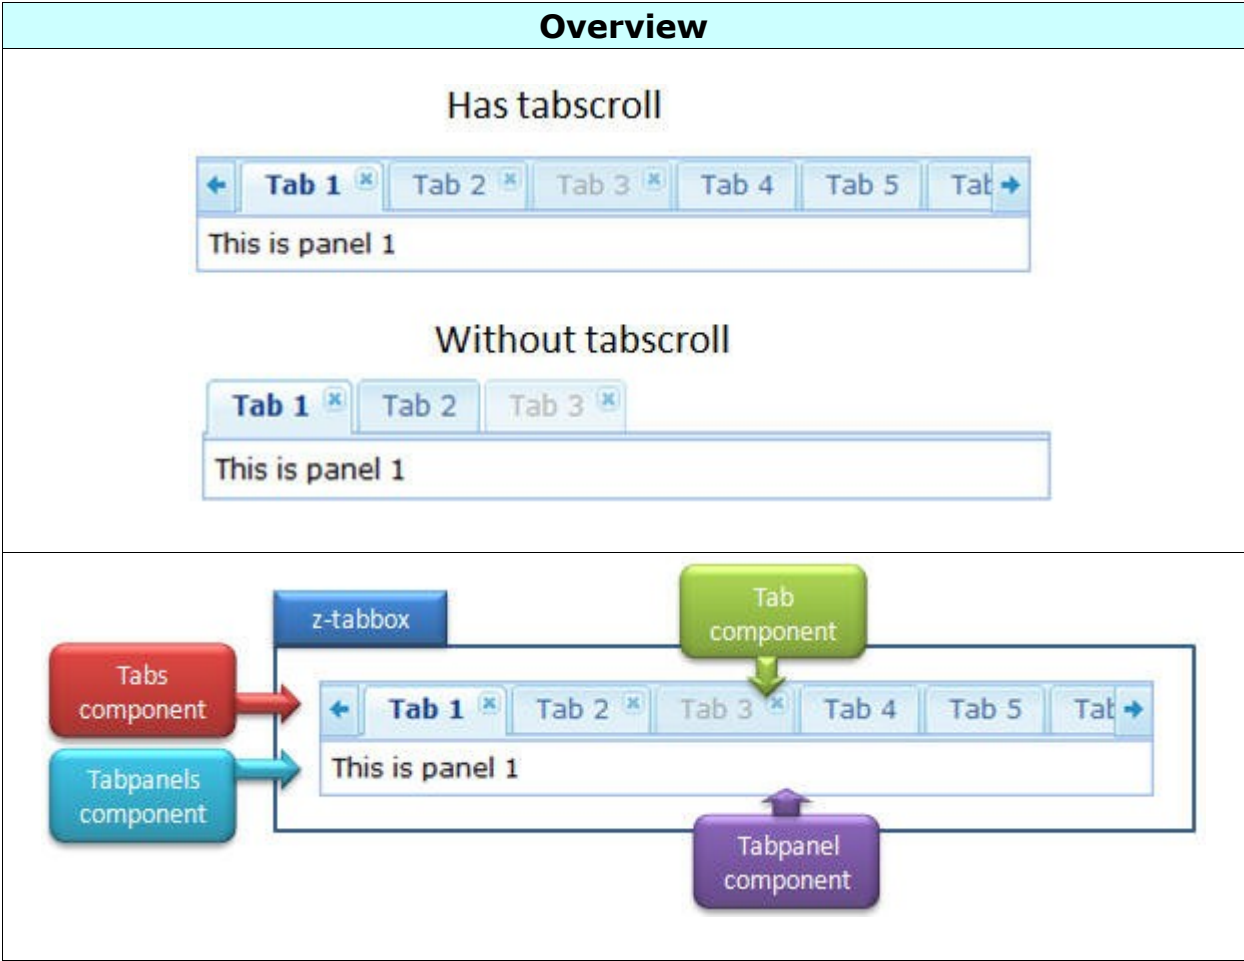 Overview
Has tabscroll
Tab 1 Tab 2 Tab 3 Tab 4 Tab 5 Tab
This is panel 1
Without tabscroll
Tab 1 Tab 2 Tab 3
This is panel 1
z-tabbox
Tab
component
Tabs
component
Tab 1 Tab 2 Tab 3 Tab 4 Tab 5 Tab
This is panel 1
Tabpanels
component
Tabpanel
component